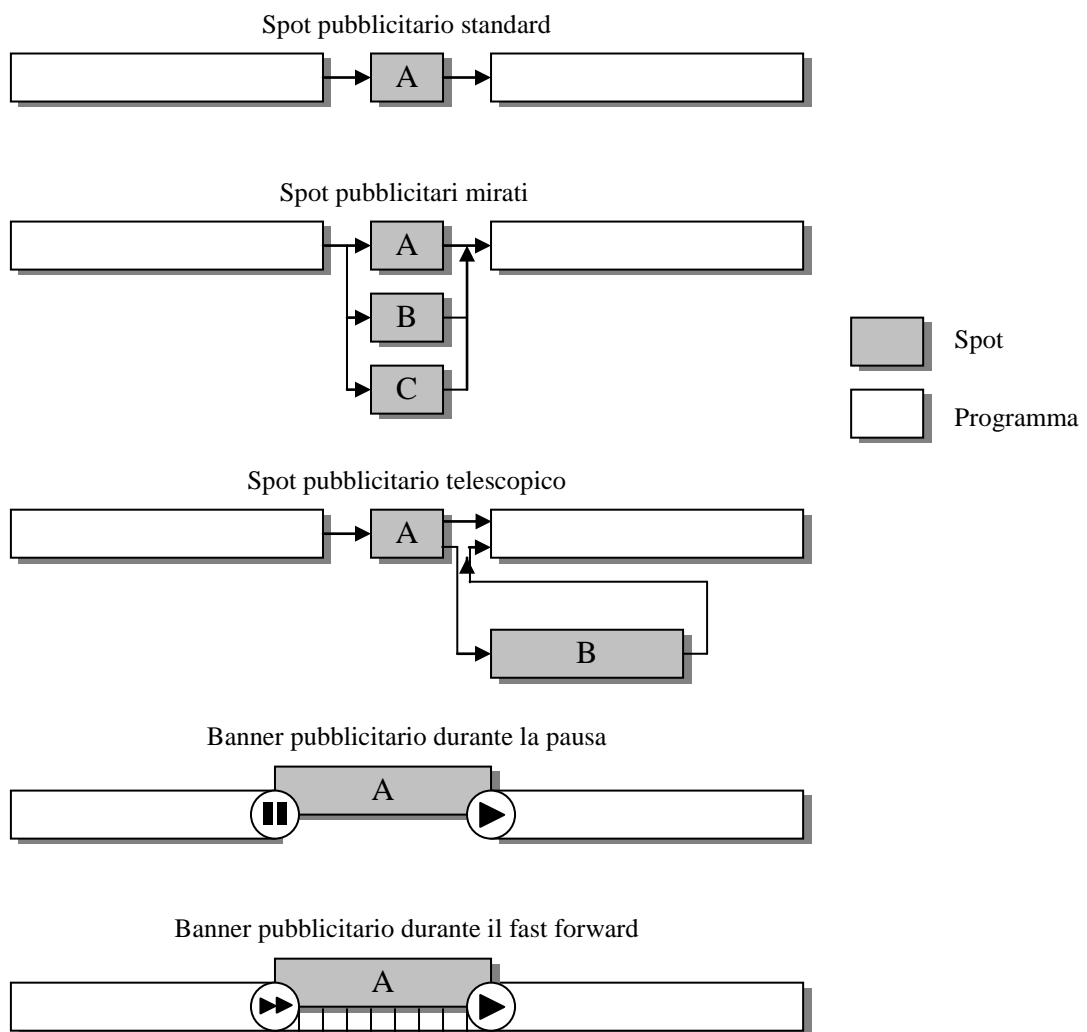 Spot pubblicitario standard
A
Spot pubblicitari mirati
A
B
C
Spot
Programma
Spot pubblicitario telescopico
A
B
Banner pubblicitario durante la pausa
A
Banner pubblicitario durante il fast forward
A